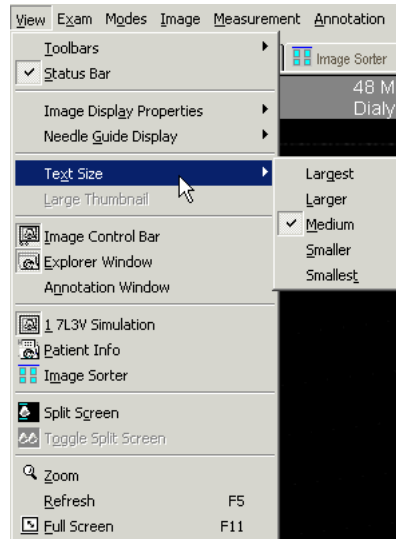 View Exam Modes Image Measurement Annotation
Toolbars
Status Bar
Image Sorter
48 M
Dialy
Image Display Properties
Needle Guide Display
Text Size
Large Thumbnail
Largest
Larger
Medium
Smaller
Smallest
Image Control Bar
Explorer Window
Annotation Window
1 7L3V Simulation
Patient Info
Image Sorter
Split Screen
Toggle Split Screen
Zoom
Refresh F5
Full Screen F11